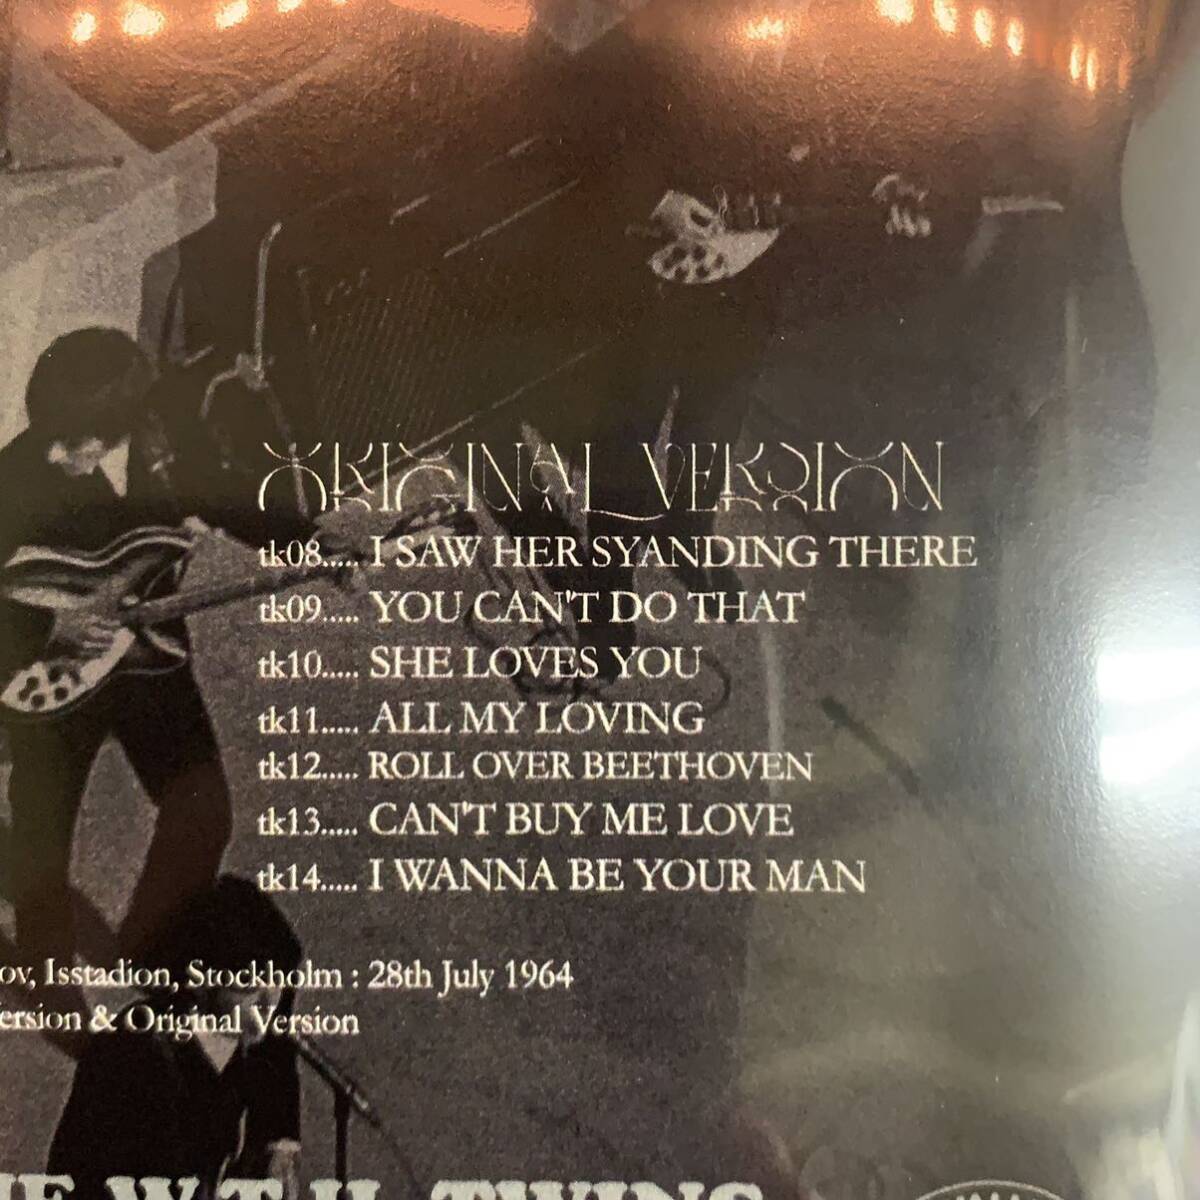 ORIGINAL VERSION
tk08..... I SAW HER SYANDING THERE
tk09..... YOU CAN'T DO THAT
tk10..... SHE LOVES YOU
tk11..... ALL MY LOVING
tk12..... ROLL OVER BEETHOVEN
tk13..... CAN'T BUY ME LOVE
tk14..... I WANNA BE YOUR MAN
ov, Isstadion, Stockholm : 28th July 1964
ersion & Original Version